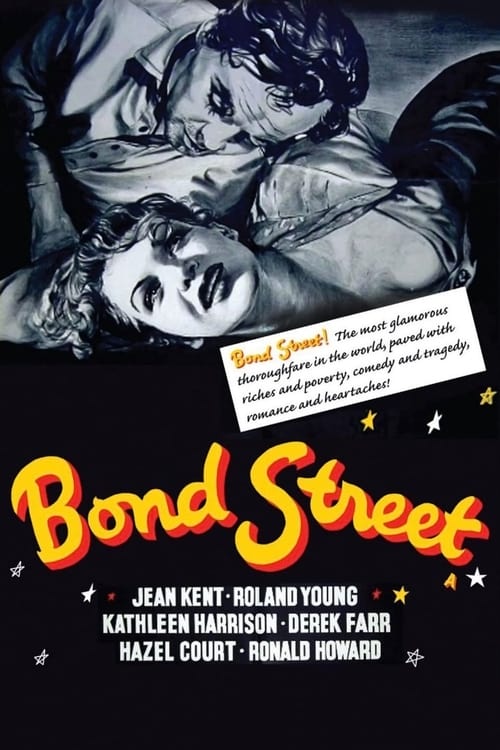 Bond Street! The most glamorous
thoroughfare in the world, paved with
riches and poverty, comedy and tragedy,
romance and heartaches!
Bond Street
A
JEAN KENT · ROLAND YOUNG
KATHLEEN HARRISON · DEREK FARR
HAZEL COURT · RONALD HOWARD